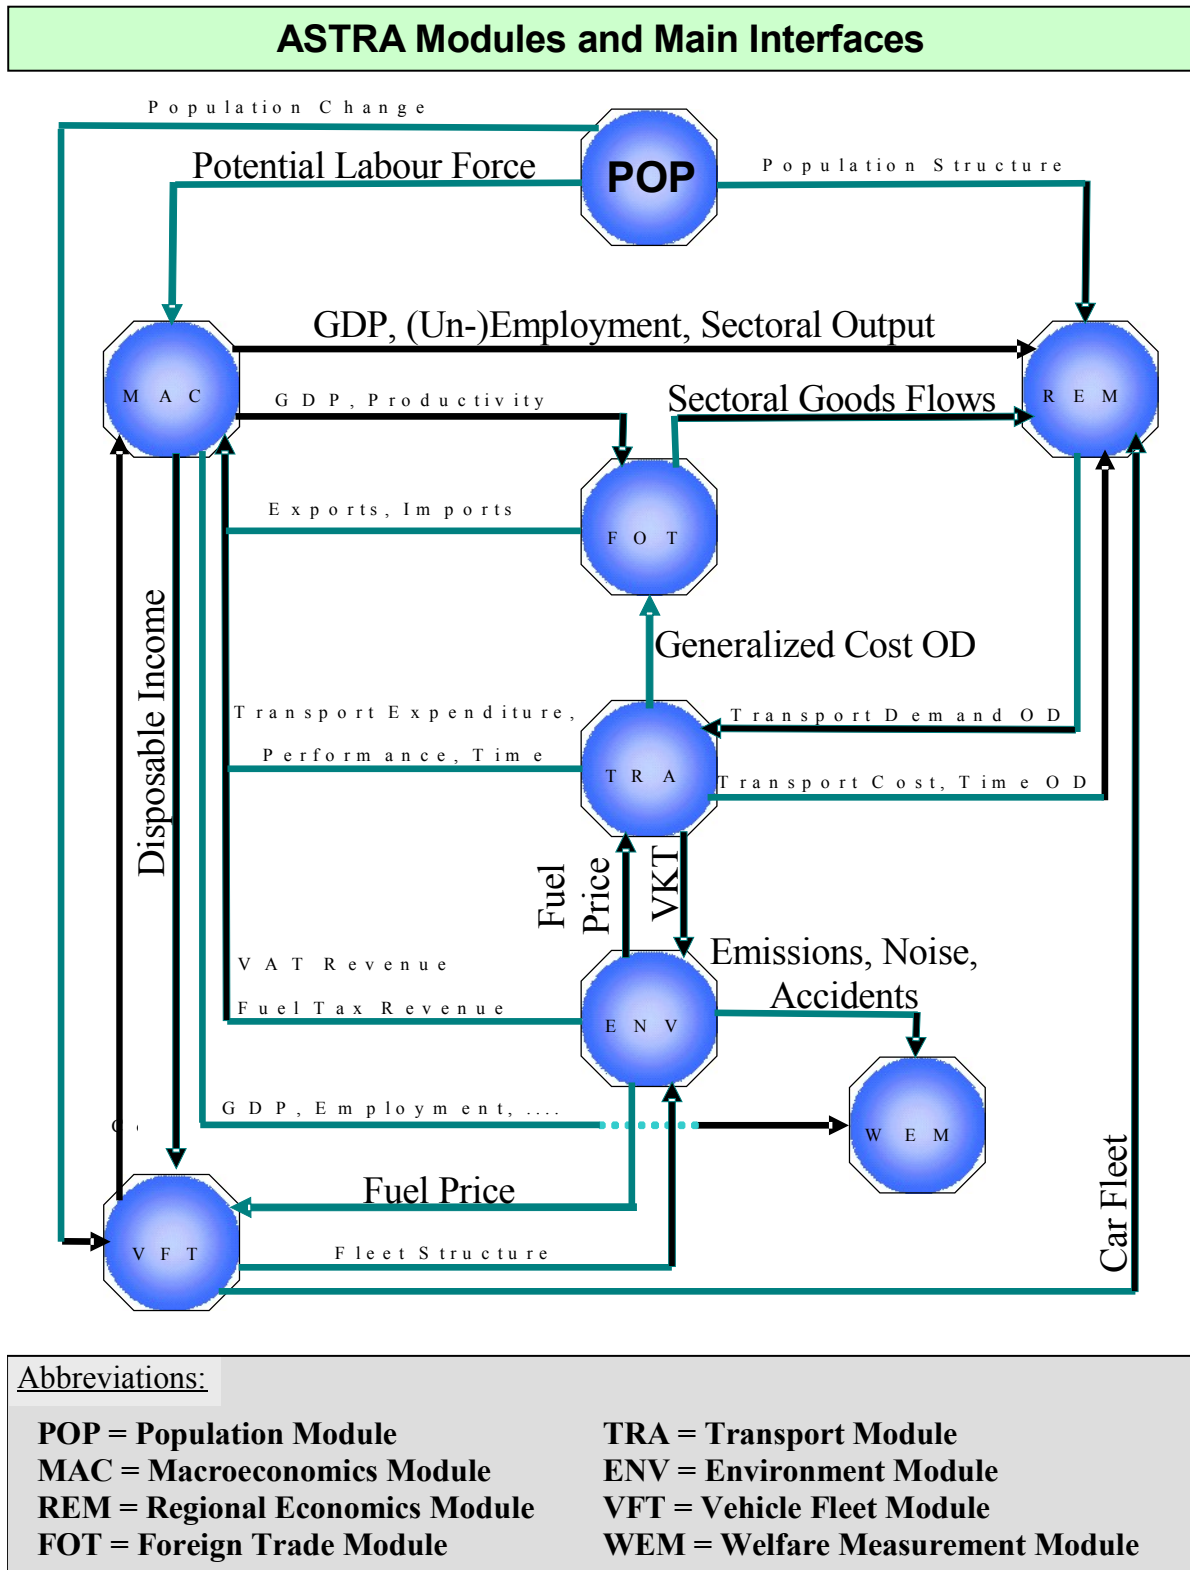 ASTRA Modules and Main Interfaces
Population Change
Potential Labour Force
POP
Population Structure
GDP, (Un-)Employment, Sectoral Output
MAC
GDP, Productivity
Sectoral Goods Flows
REM
Exports, Imports
FOT
Disposable Income
Generalized Cost OD
Transport Expenditure,
Performance, Time
Transport Demand OD
TRA
Transport Cost, Time OD
Fuel
Price
VKT
Emissions, Noise,
Accidents
VAT Revenue
Fuel Tax Revenue
ENV
GDP, Employment, ....
WEM
Car Fleet
Fuel Price
Fleet Structure
VFT
Abbreviations:
POP = Population Module
TRA = Transport Module
MAC = Macroeconomics Module
ENV = Environment Module
REM = Regional Economics Module
VFT = Vehicle Fleet Module
FOT = Foreign Trade Module
WEM = Welfare Measurement Module